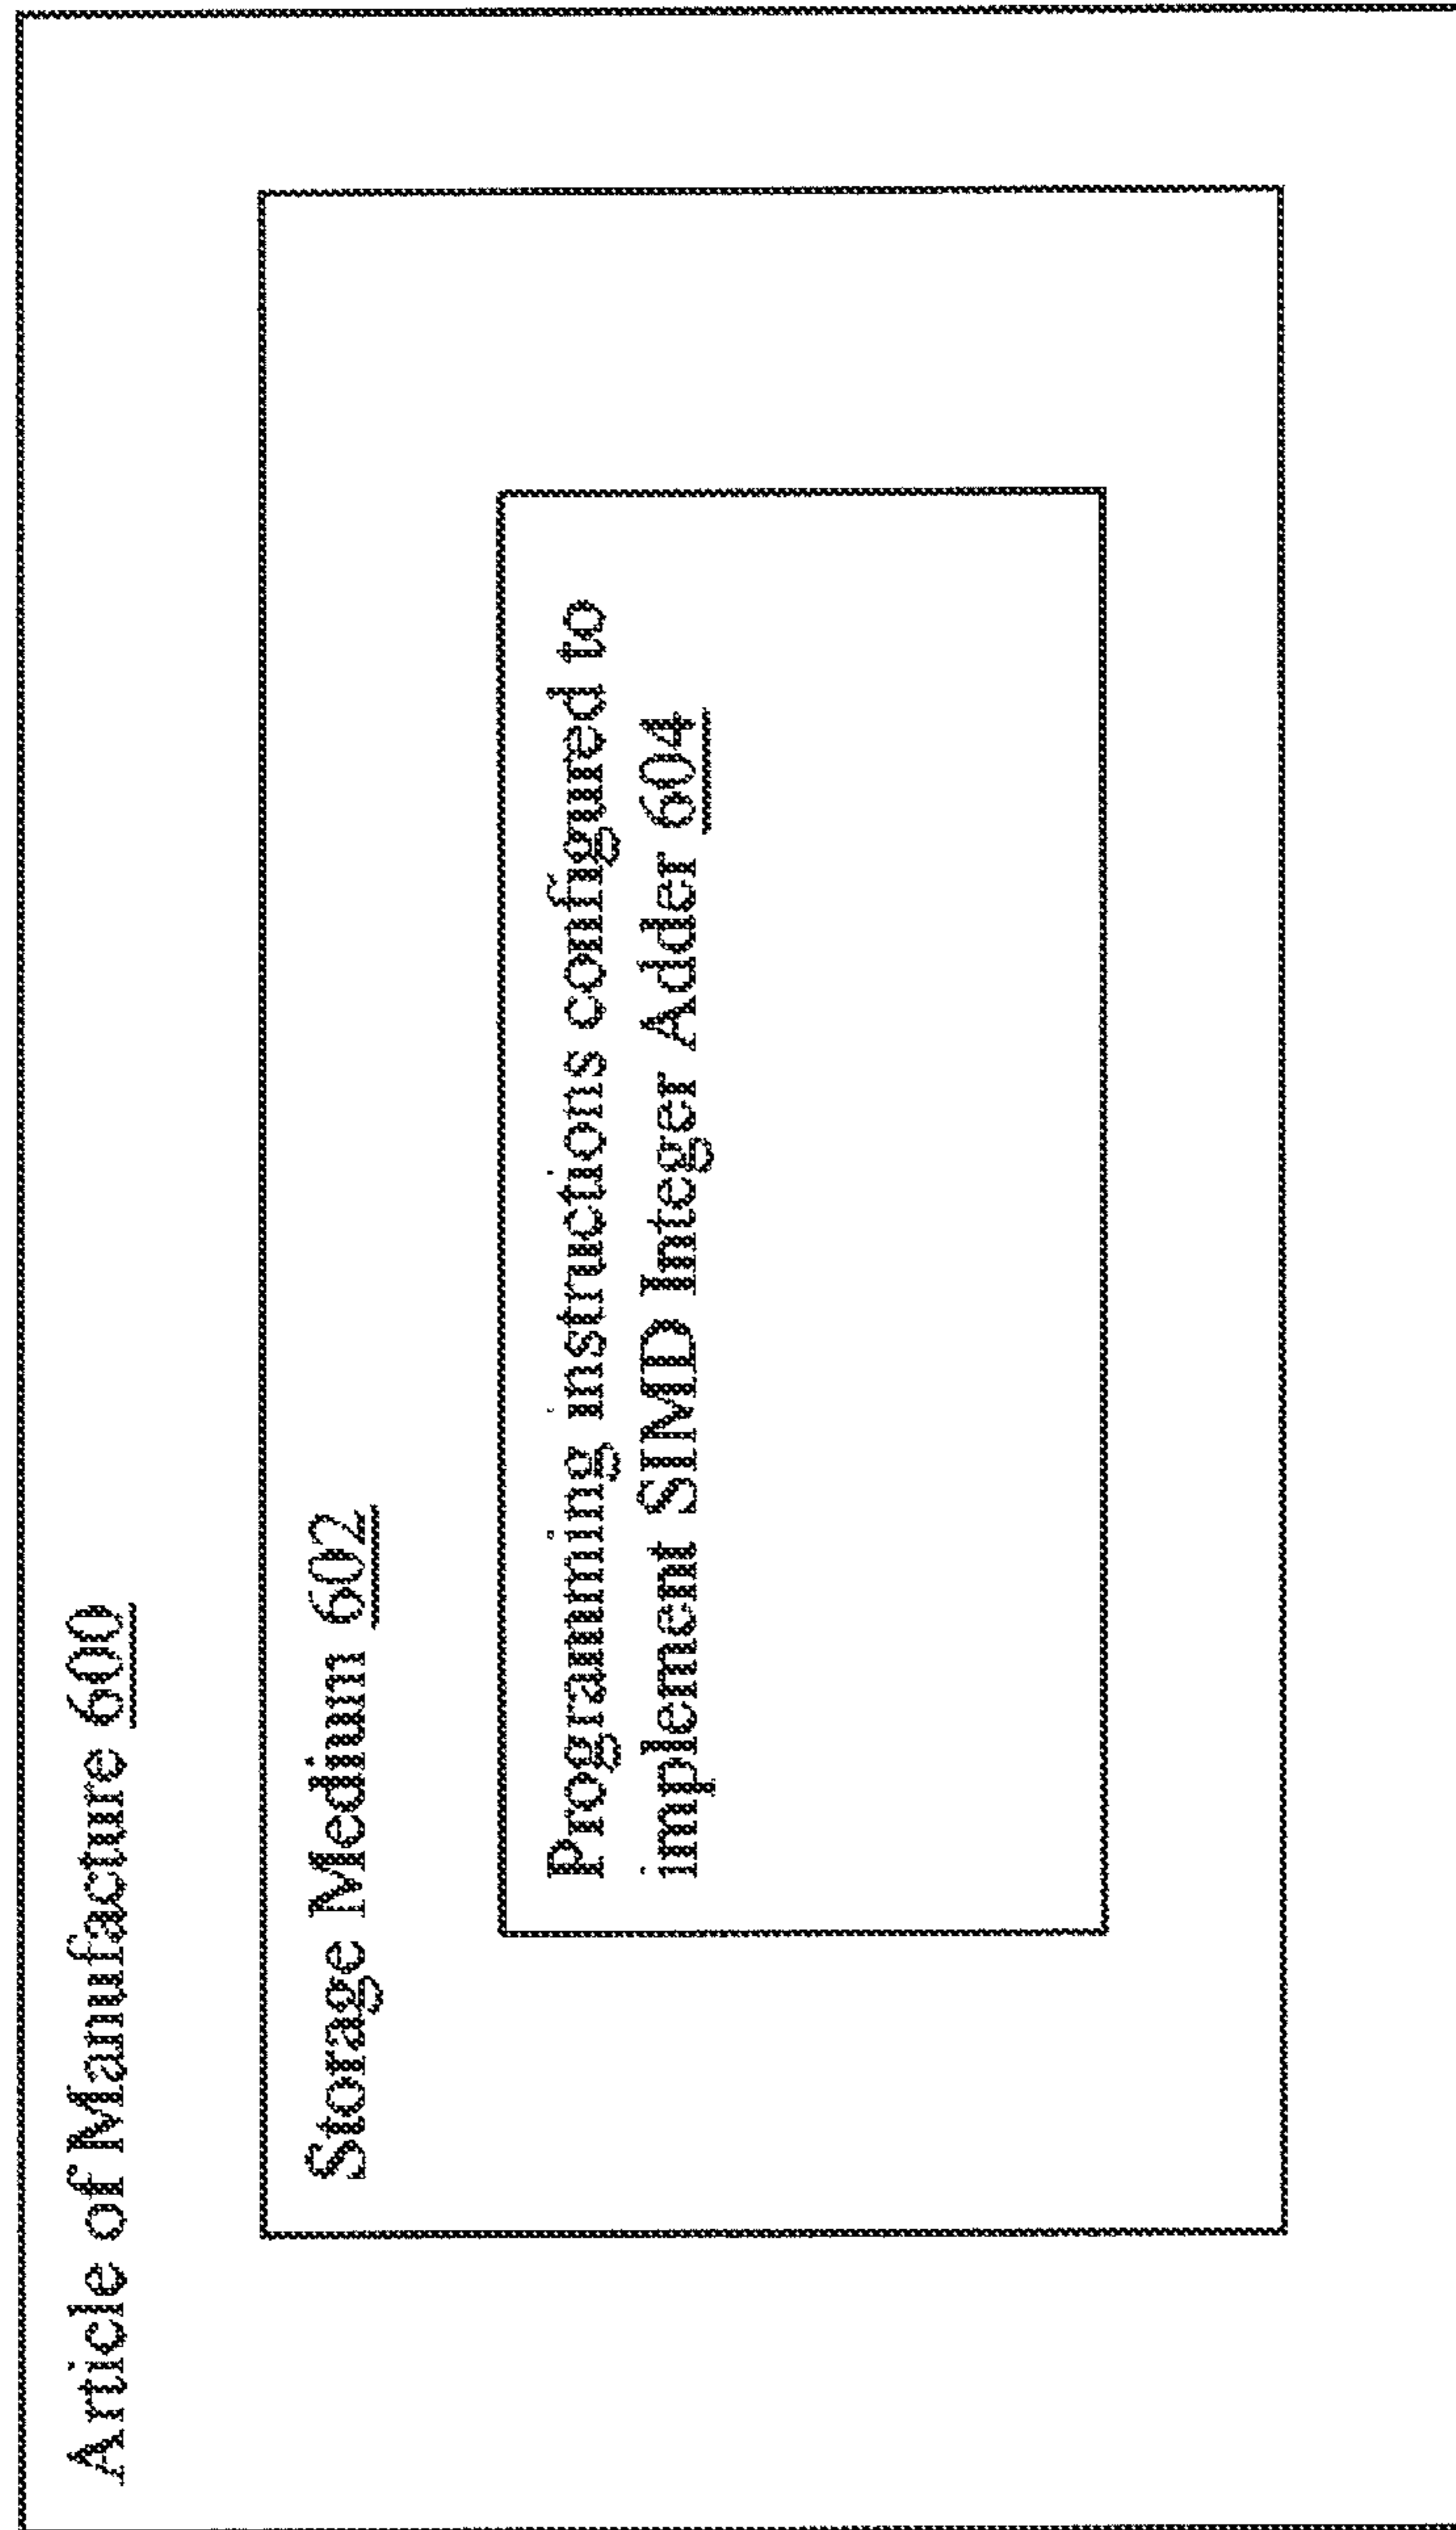 Article of Manufacture 600
Storage Medium 602
Programming instructions configured to
implement SIMD Integer Adder 604